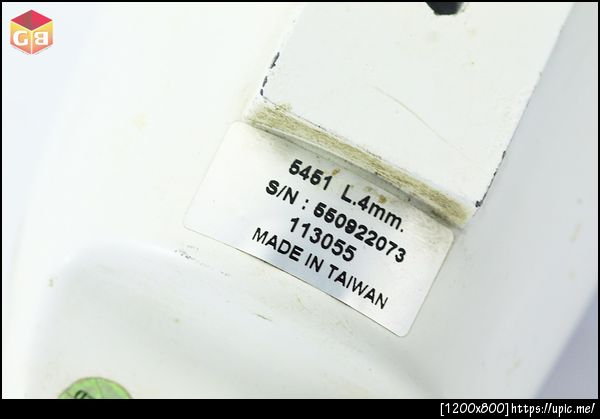 GB
5451 L.4mm.
S/N : 550922073
113055
MADE IN TAIWAN
[1200x800]https://upic.me/